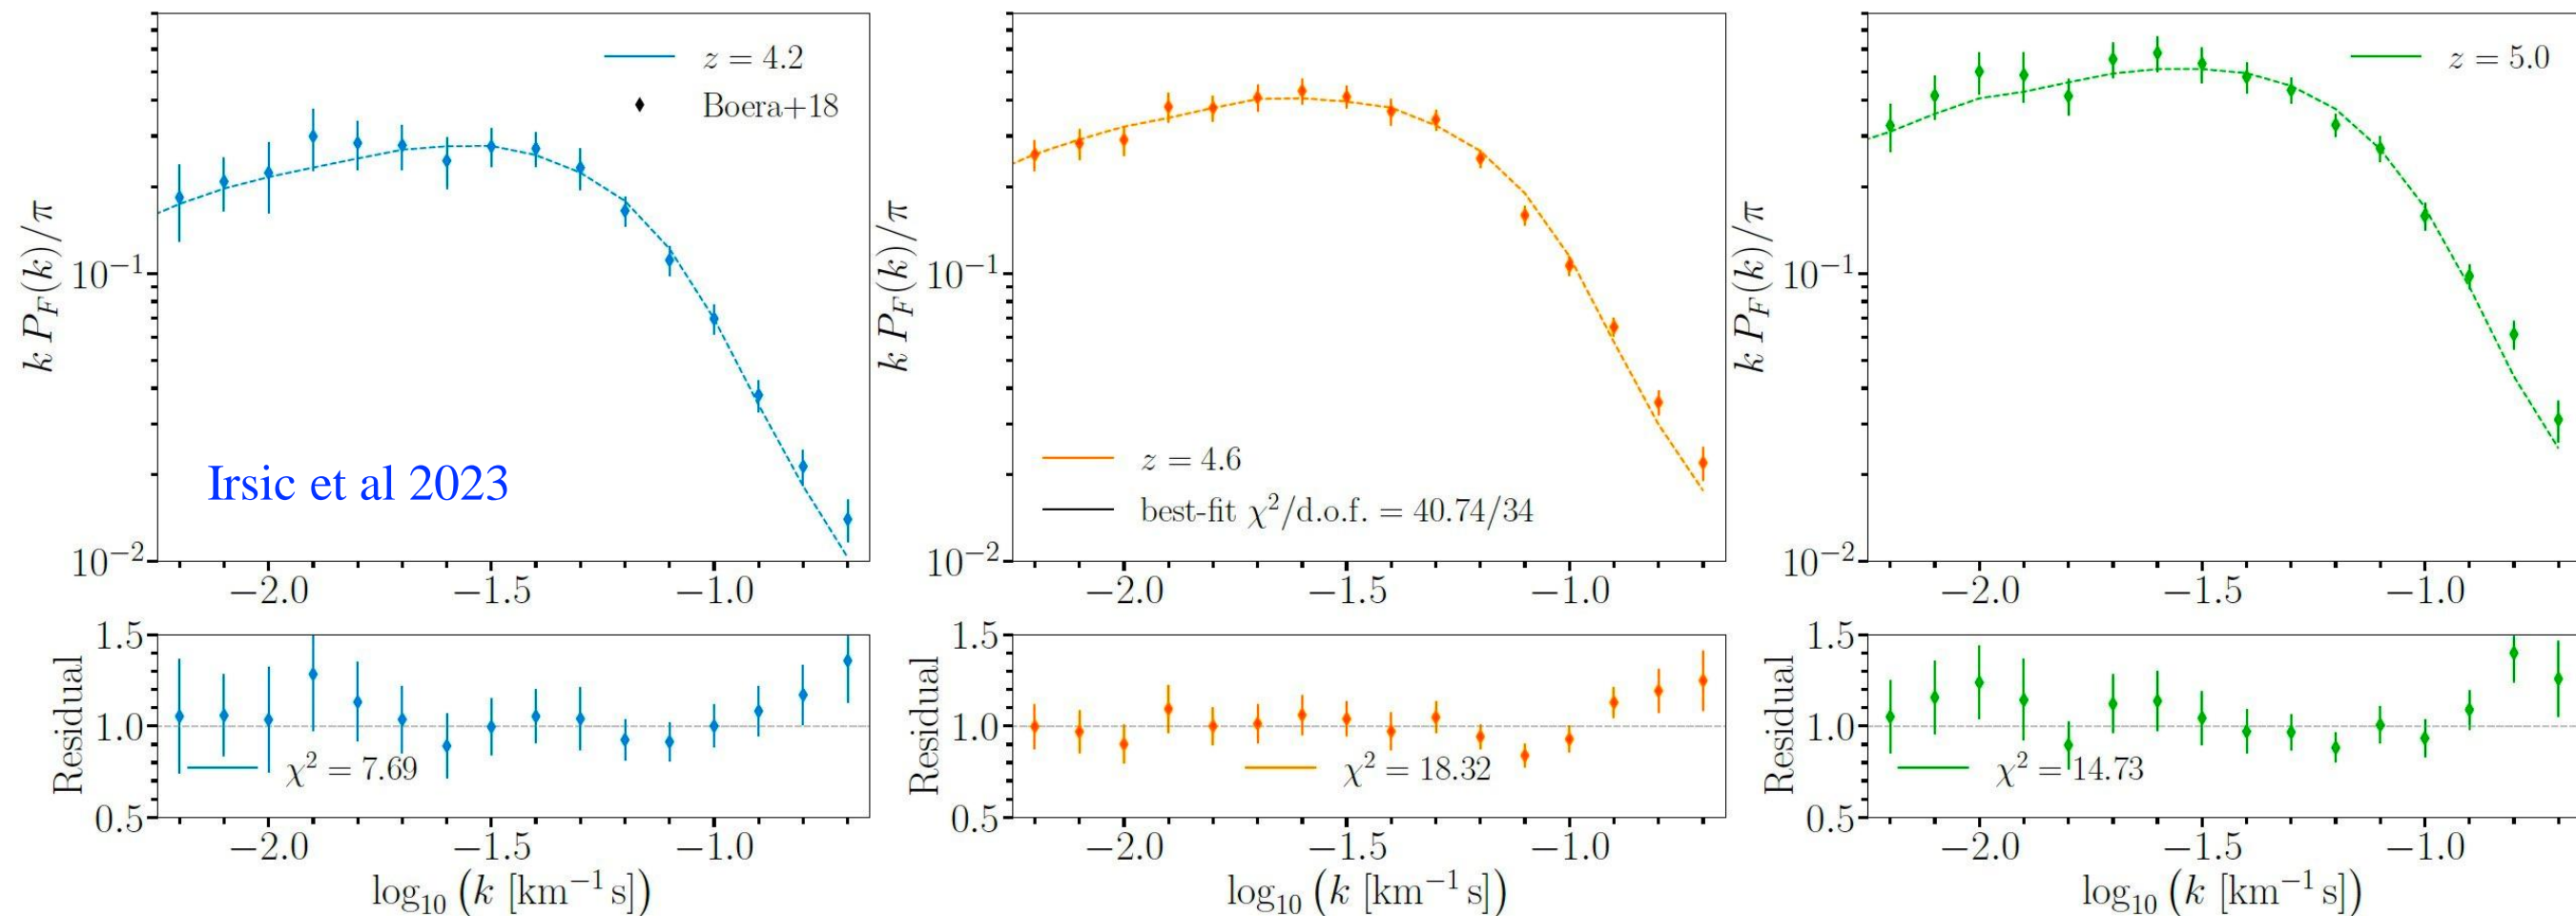 z = 4.2
Boera+18
k P_F(k)/π
10⁻¹
10⁻²
Irsic et al 2023
−2.0 −1.5 −1.0
k P_F(k)/π
10⁻¹
10⁻²
z = 4.6
best-fit χ²/d.o.f. = 40.74/34
−2.0 −1.5 −1.0
z = 5.0
k P_F(k)/π
10⁻¹
10⁻²
−2.0 −1.5 −1.0
Residual
1.5
1.0
0.5
χ² = 7.69
−2.0 −1.5 −1.0
log₁₀ (k [km⁻¹ s])
Residual
1.5
1.0
0.5
χ² = 18.32
−2.0 −1.5 −1.0
log₁₀ (k [km⁻¹ s])
Residual
1.5
1.0
0.5
χ² = 14.73
−2.0 −1.5 −1.0
log₁₀ (k [km⁻¹ s])